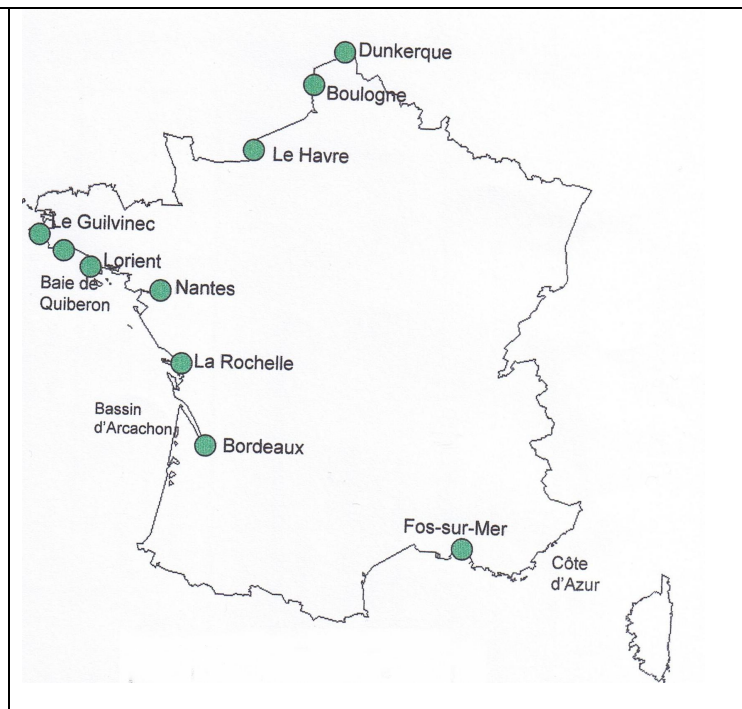 Dunkerque
Boulogne
Le Havre
Le Guilvinec
Lorient
Baie de
Quiberon
Nantes
La Rochelle
Bassin
d'Arcachon
Bordeaux
Fos-sur-Mer
Côte
d'Azur